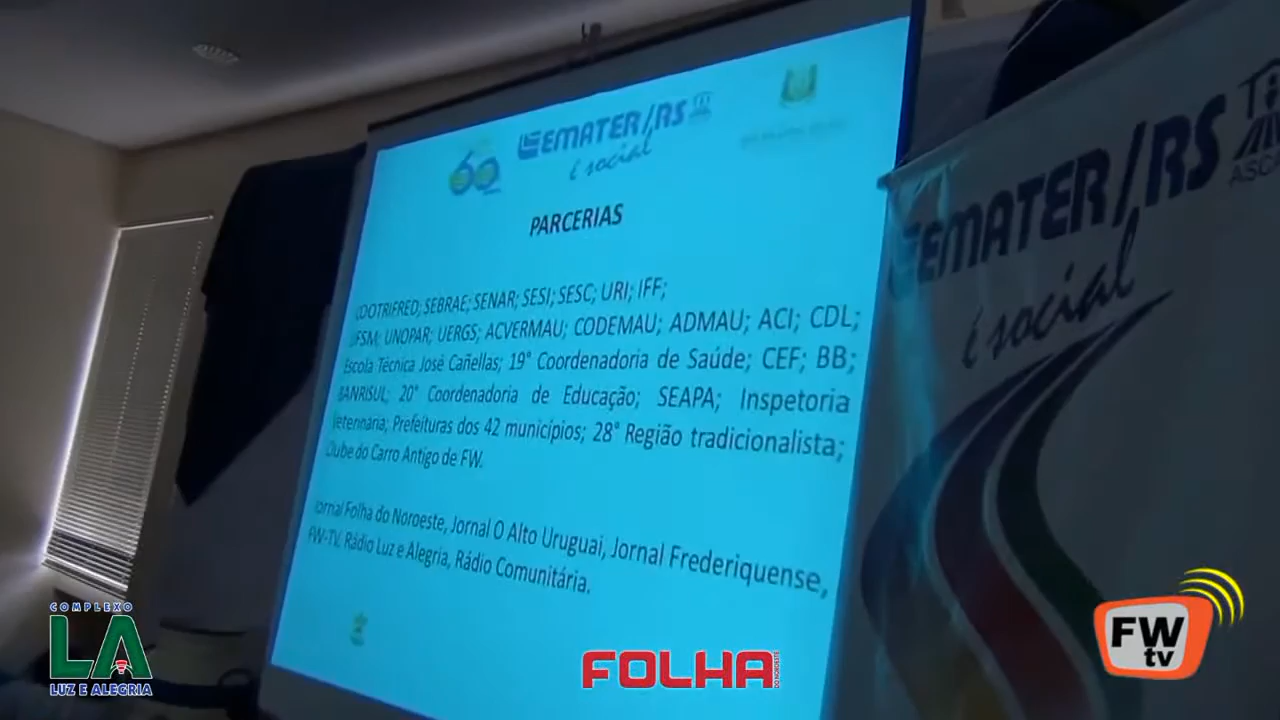 60
EMATER/RS
é social
PARCERIAS
COOTRIFRED; SEBRAE; SENAR; SESI; SESC; URI; IFF;
UFSM; UNOPAR; UERGS; ACVERMAU; CODEMAU; ADMAU; ACI; CDL;
Escola Técnica José Cañellas; 19° Coordenadoria de Saúde; CEF; BB;
BANRISUL; 20° Coordenadoria de Educação; SEAPA; Inspetoria
Veterinária; Prefeituras dos 42 municípios; 28° Região tradicionalista;
Clube do Carro Antigo de FW.
Jornal Folha do Noroeste, Jornal O Alto Uruguai, Jornal Frederiquense,
FW-TV, Rádio Luz e Alegria, Rádio Comunitária.
EMATER/RS
ASC
é social
COMPLEXO
LA
LUZ E ALEGRIA
FOLHA
DO NOROESTE
FW
tv